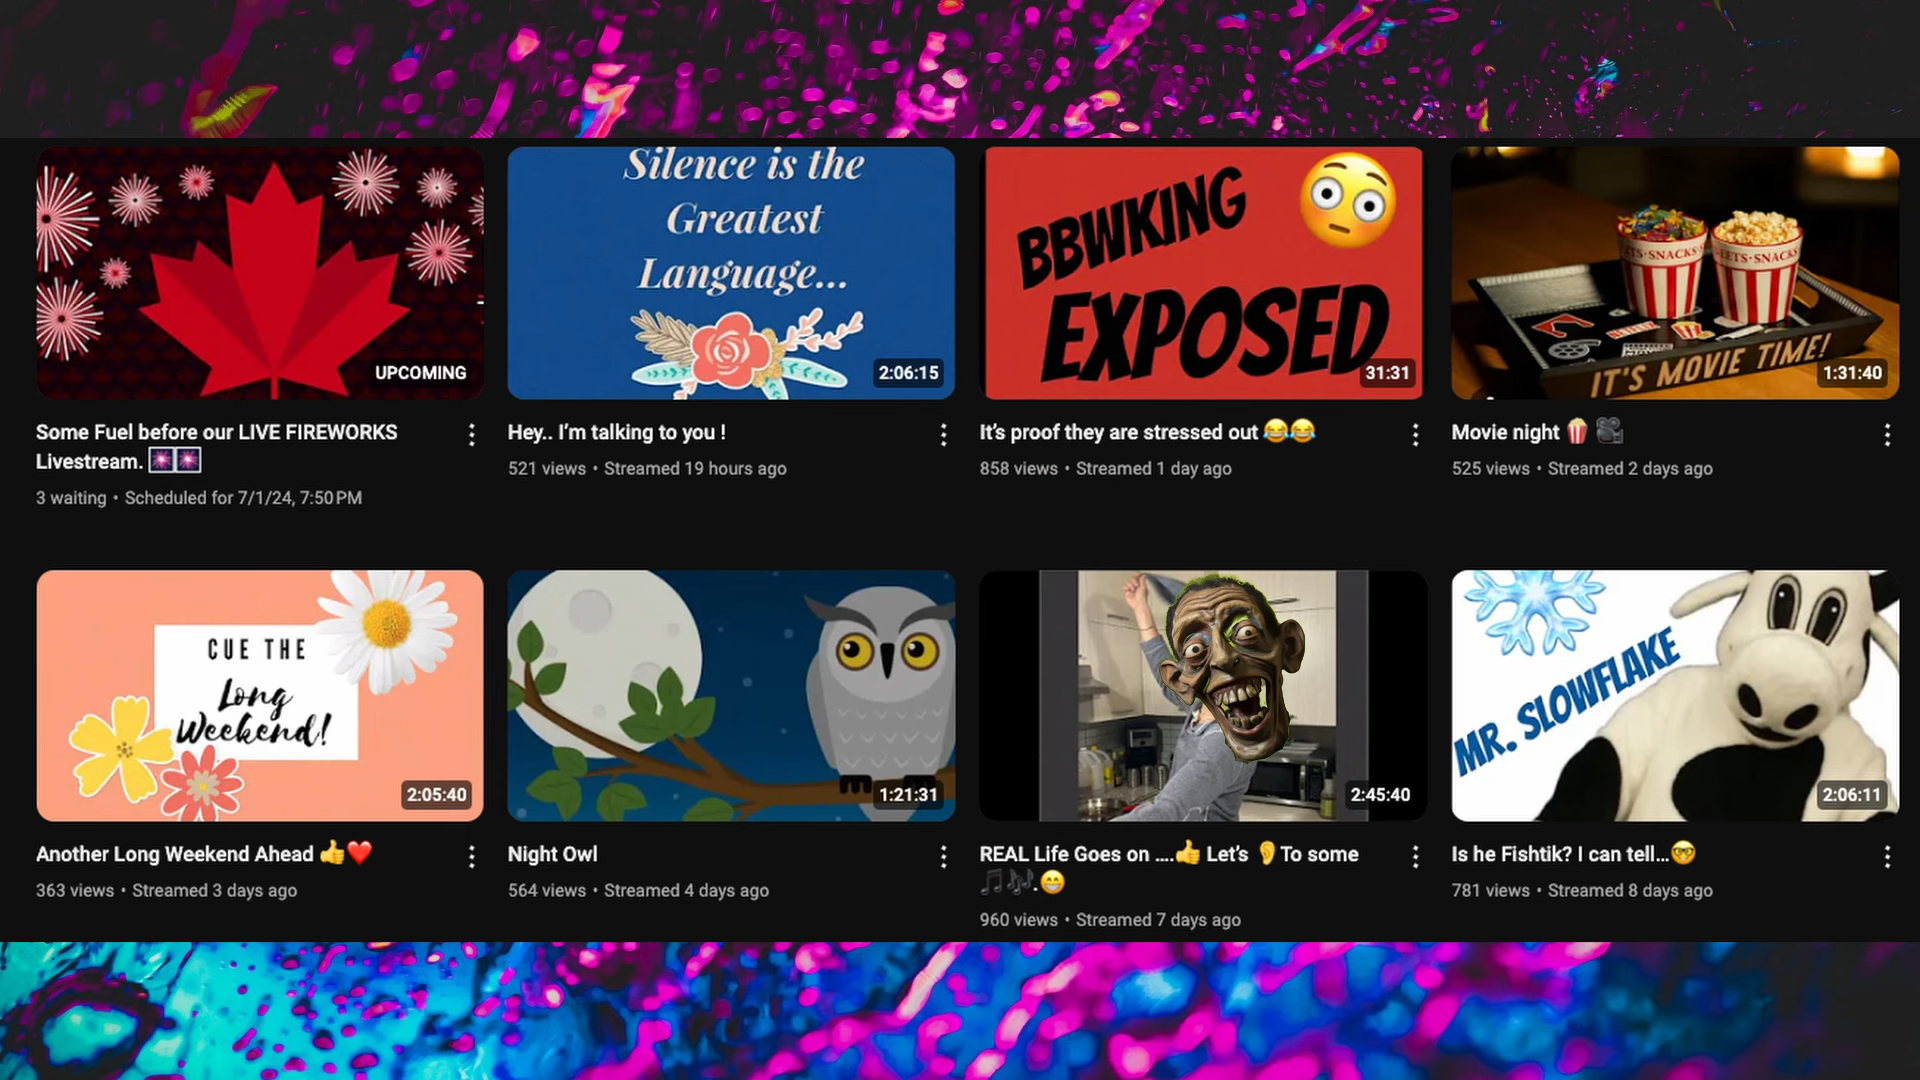 Silence is the
Greatest
Language...
BBWKING
EXPOSED
LETS·SNACKS
LETS·SNACKS
NETFLIX
IT'S MOVIE TIME!
UPCOMING
2:06:15
31:31
1:31:40
Some Fuel before our LIVE FIREWORKS
Livestream. 🎆🎆
3 waiting • Scheduled for 7/1/24, 7:50 PM
Hey.. I'm talking to you !
521 views • Streamed 19 hours ago
It's proof they are stressed out 😂😂
858 views • Streamed 1 day ago
Movie night 🍿 🎥
525 views • Streamed 2 days ago
CUE THE
Long
Weekend!
MR. SLOWFLAKE
2:05:40
1:21:31
2:45:40
2:06:11
Another Long Weekend Ahead 👍❤️
363 views • Streamed 3 days ago
Night Owl
564 views • Streamed 4 days ago
REAL Life Goes on ....👍 Let's 👂To some
🎵🎶.😁
960 views • Streamed 7 days ago
Is he Fishtik? I can tell...🤓
781 views • Streamed 8 days ago